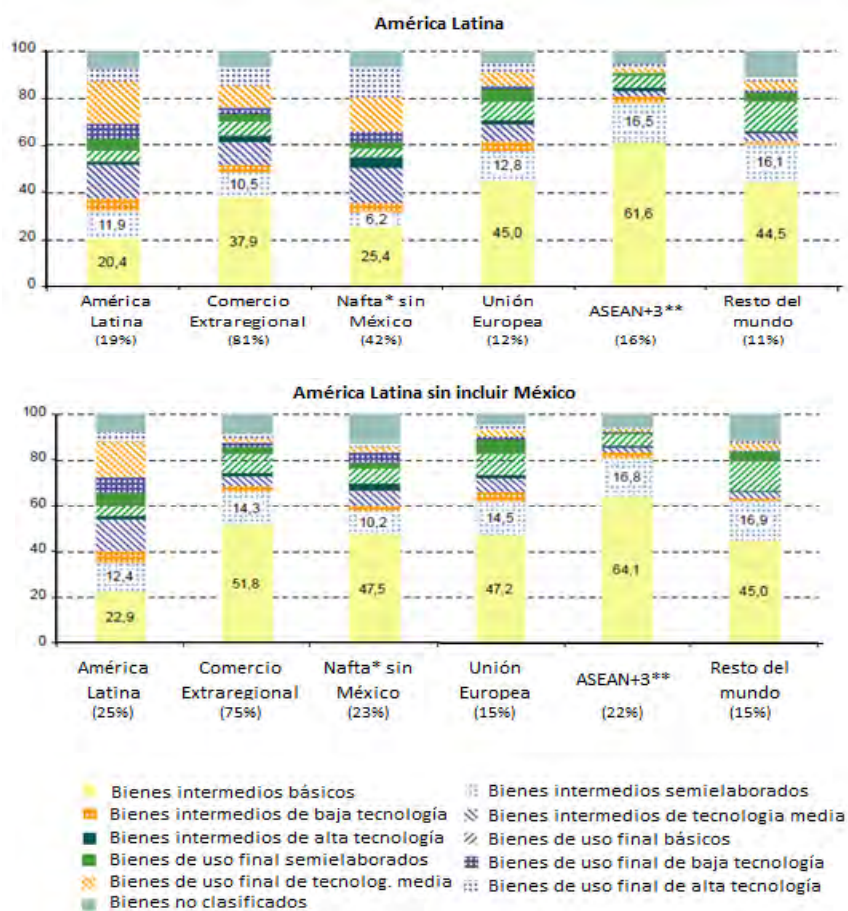 América Latina
100
80
60
40
20
0
11,9
20,4
10,5
37,9
6,2
25,4
12,8
45,0
16,5
61,6
16,1
44,5
América Latina (19%)
Comercio Extraregional (81%)
Nafta* sin México (42%)
Unión Europea (12%)
ASEAN+3** (16%)
Resto del mundo (11%)
América Latina sin incluir México
100
80
60
40
20
0
12,4
22,9
14,3
51,8
10,2
47,5
14,5
47,2
16,8
64,1
16,9
45,0
América Latina (25%)
Comercio Extraregional (75%)
Nafta* sin México (23%)
Unión Europea (15%)
ASEAN+3** (22%)
Resto del mundo (15%)
Bienes intermedios básicos
Bienes intermedios semielaborados
Bienes intermedios de baja tecnología
Bienes intermedios de tecnologia media
Bienes intermedios de alta tecnología
Bienes de uso final básicos
Bienes de uso final semielaborados
Bienes de uso final de baja tecnología
Bienes de uso final de tecnolog. media
Bienes de uso final de alta tecnología
Bienes no clasificados